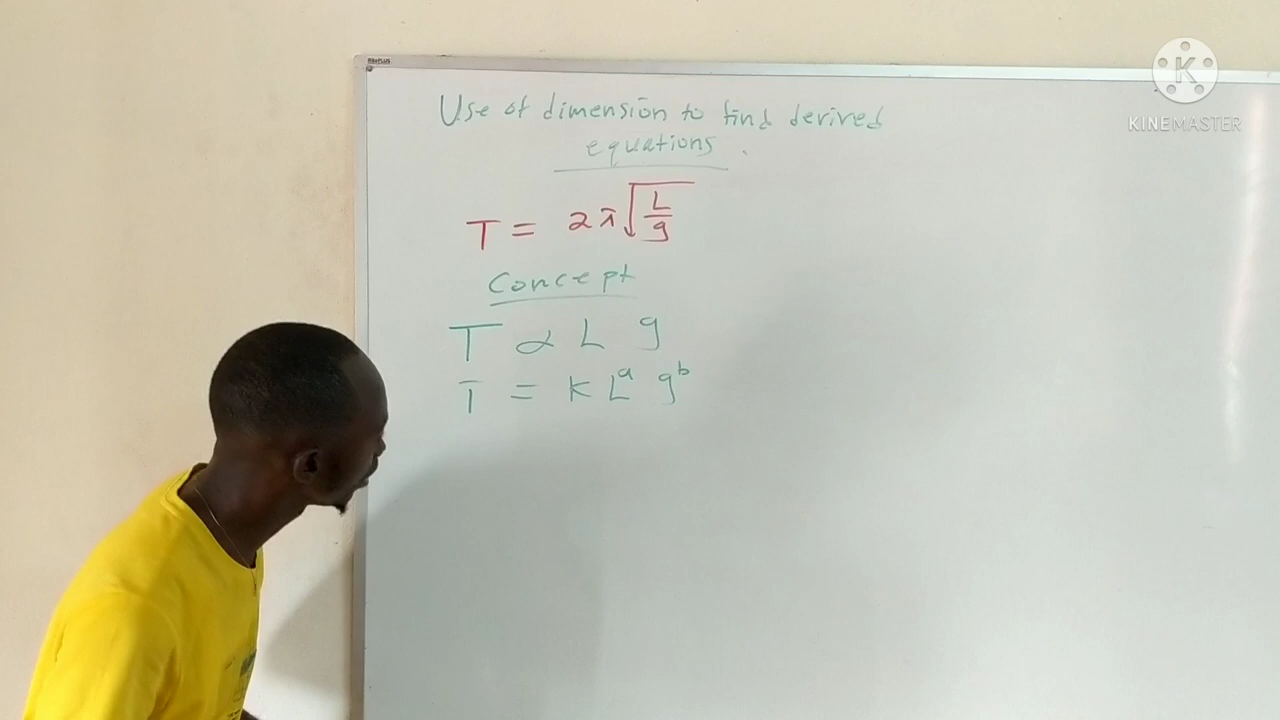 Use of dimension to find derived
equations.
T = 2π√(L/g)
Concept
T α L g
T = K L^a g^b
KINEMASTER